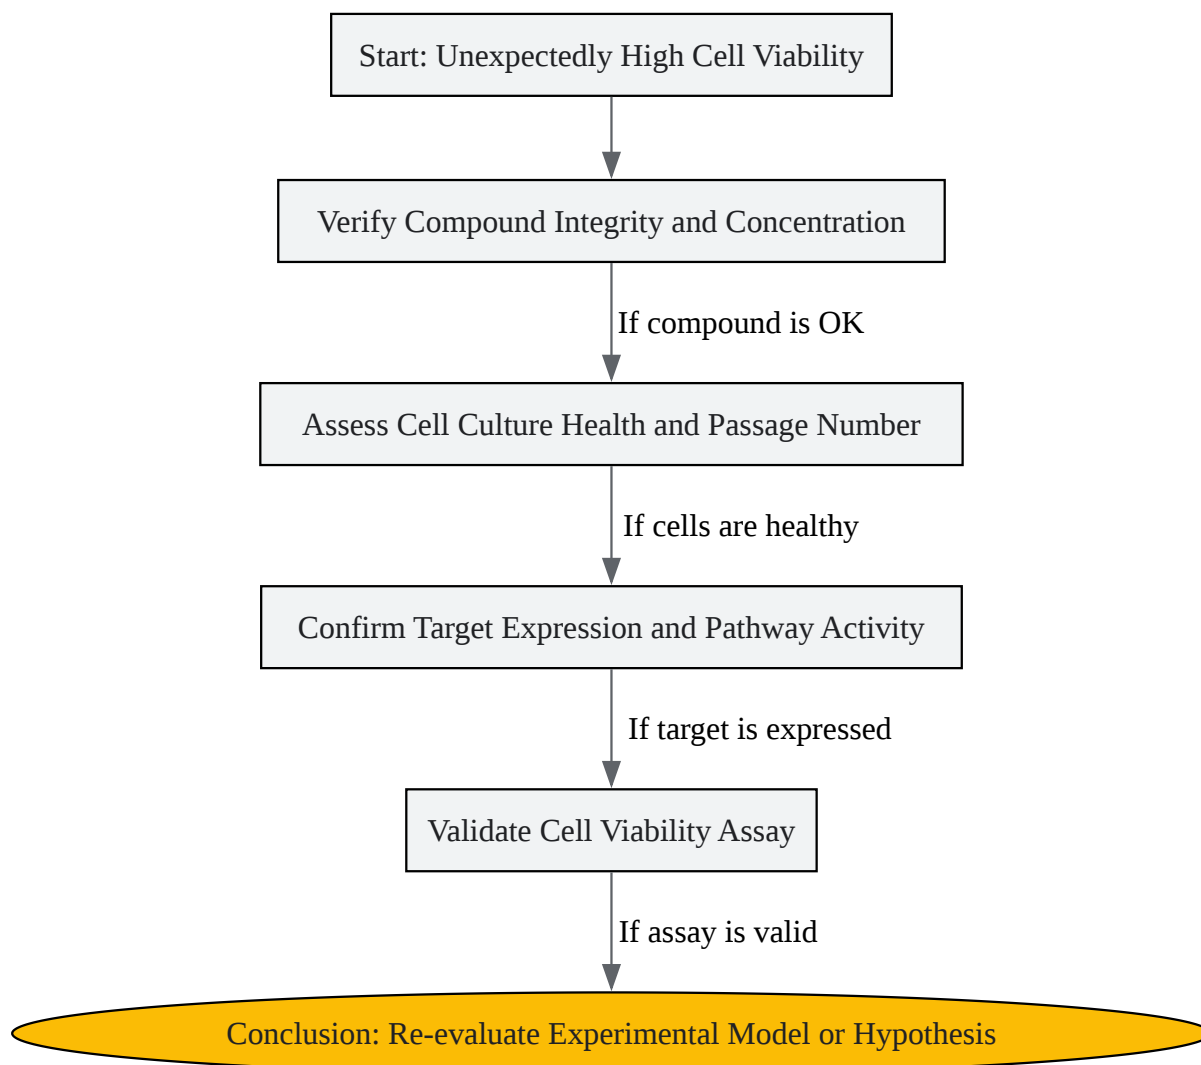 Start: Unexpectedly High Cell Viability
Verify Compound Integrity and Concentration
If compound is OK
Assess Cell Culture Health and Passage Number
If cells are healthy
Confirm Target Expression and Pathway Activity
If target is expressed
Validate Cell Viability Assay
If assay is valid
Conclusion: Re-evaluate Experimental Model or Hypothesis